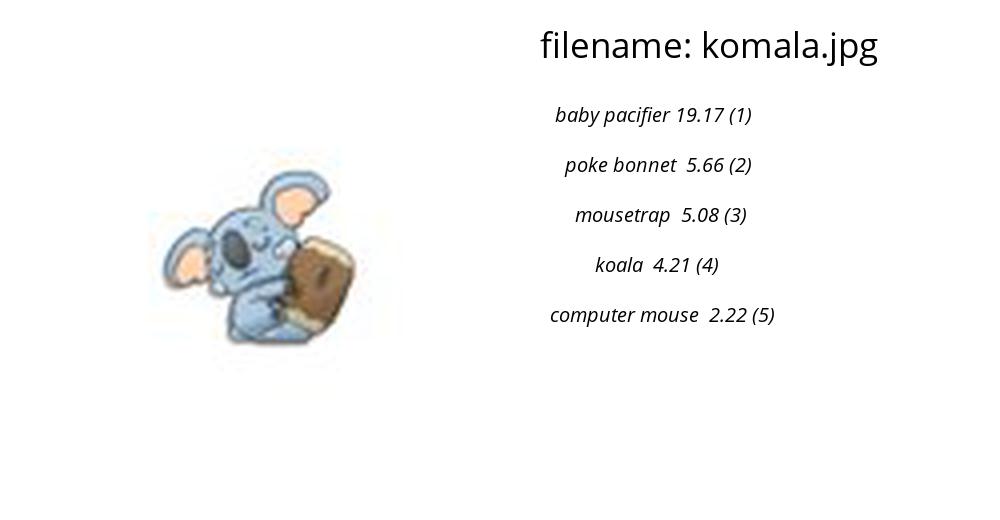 filename: komala.jpg
baby pacifier 19.17 (1)
poke bonnet 5.66 (2)
mousetrap 5.08 (3)
koala 4.21 (4)
computer mouse 2.22 (5)